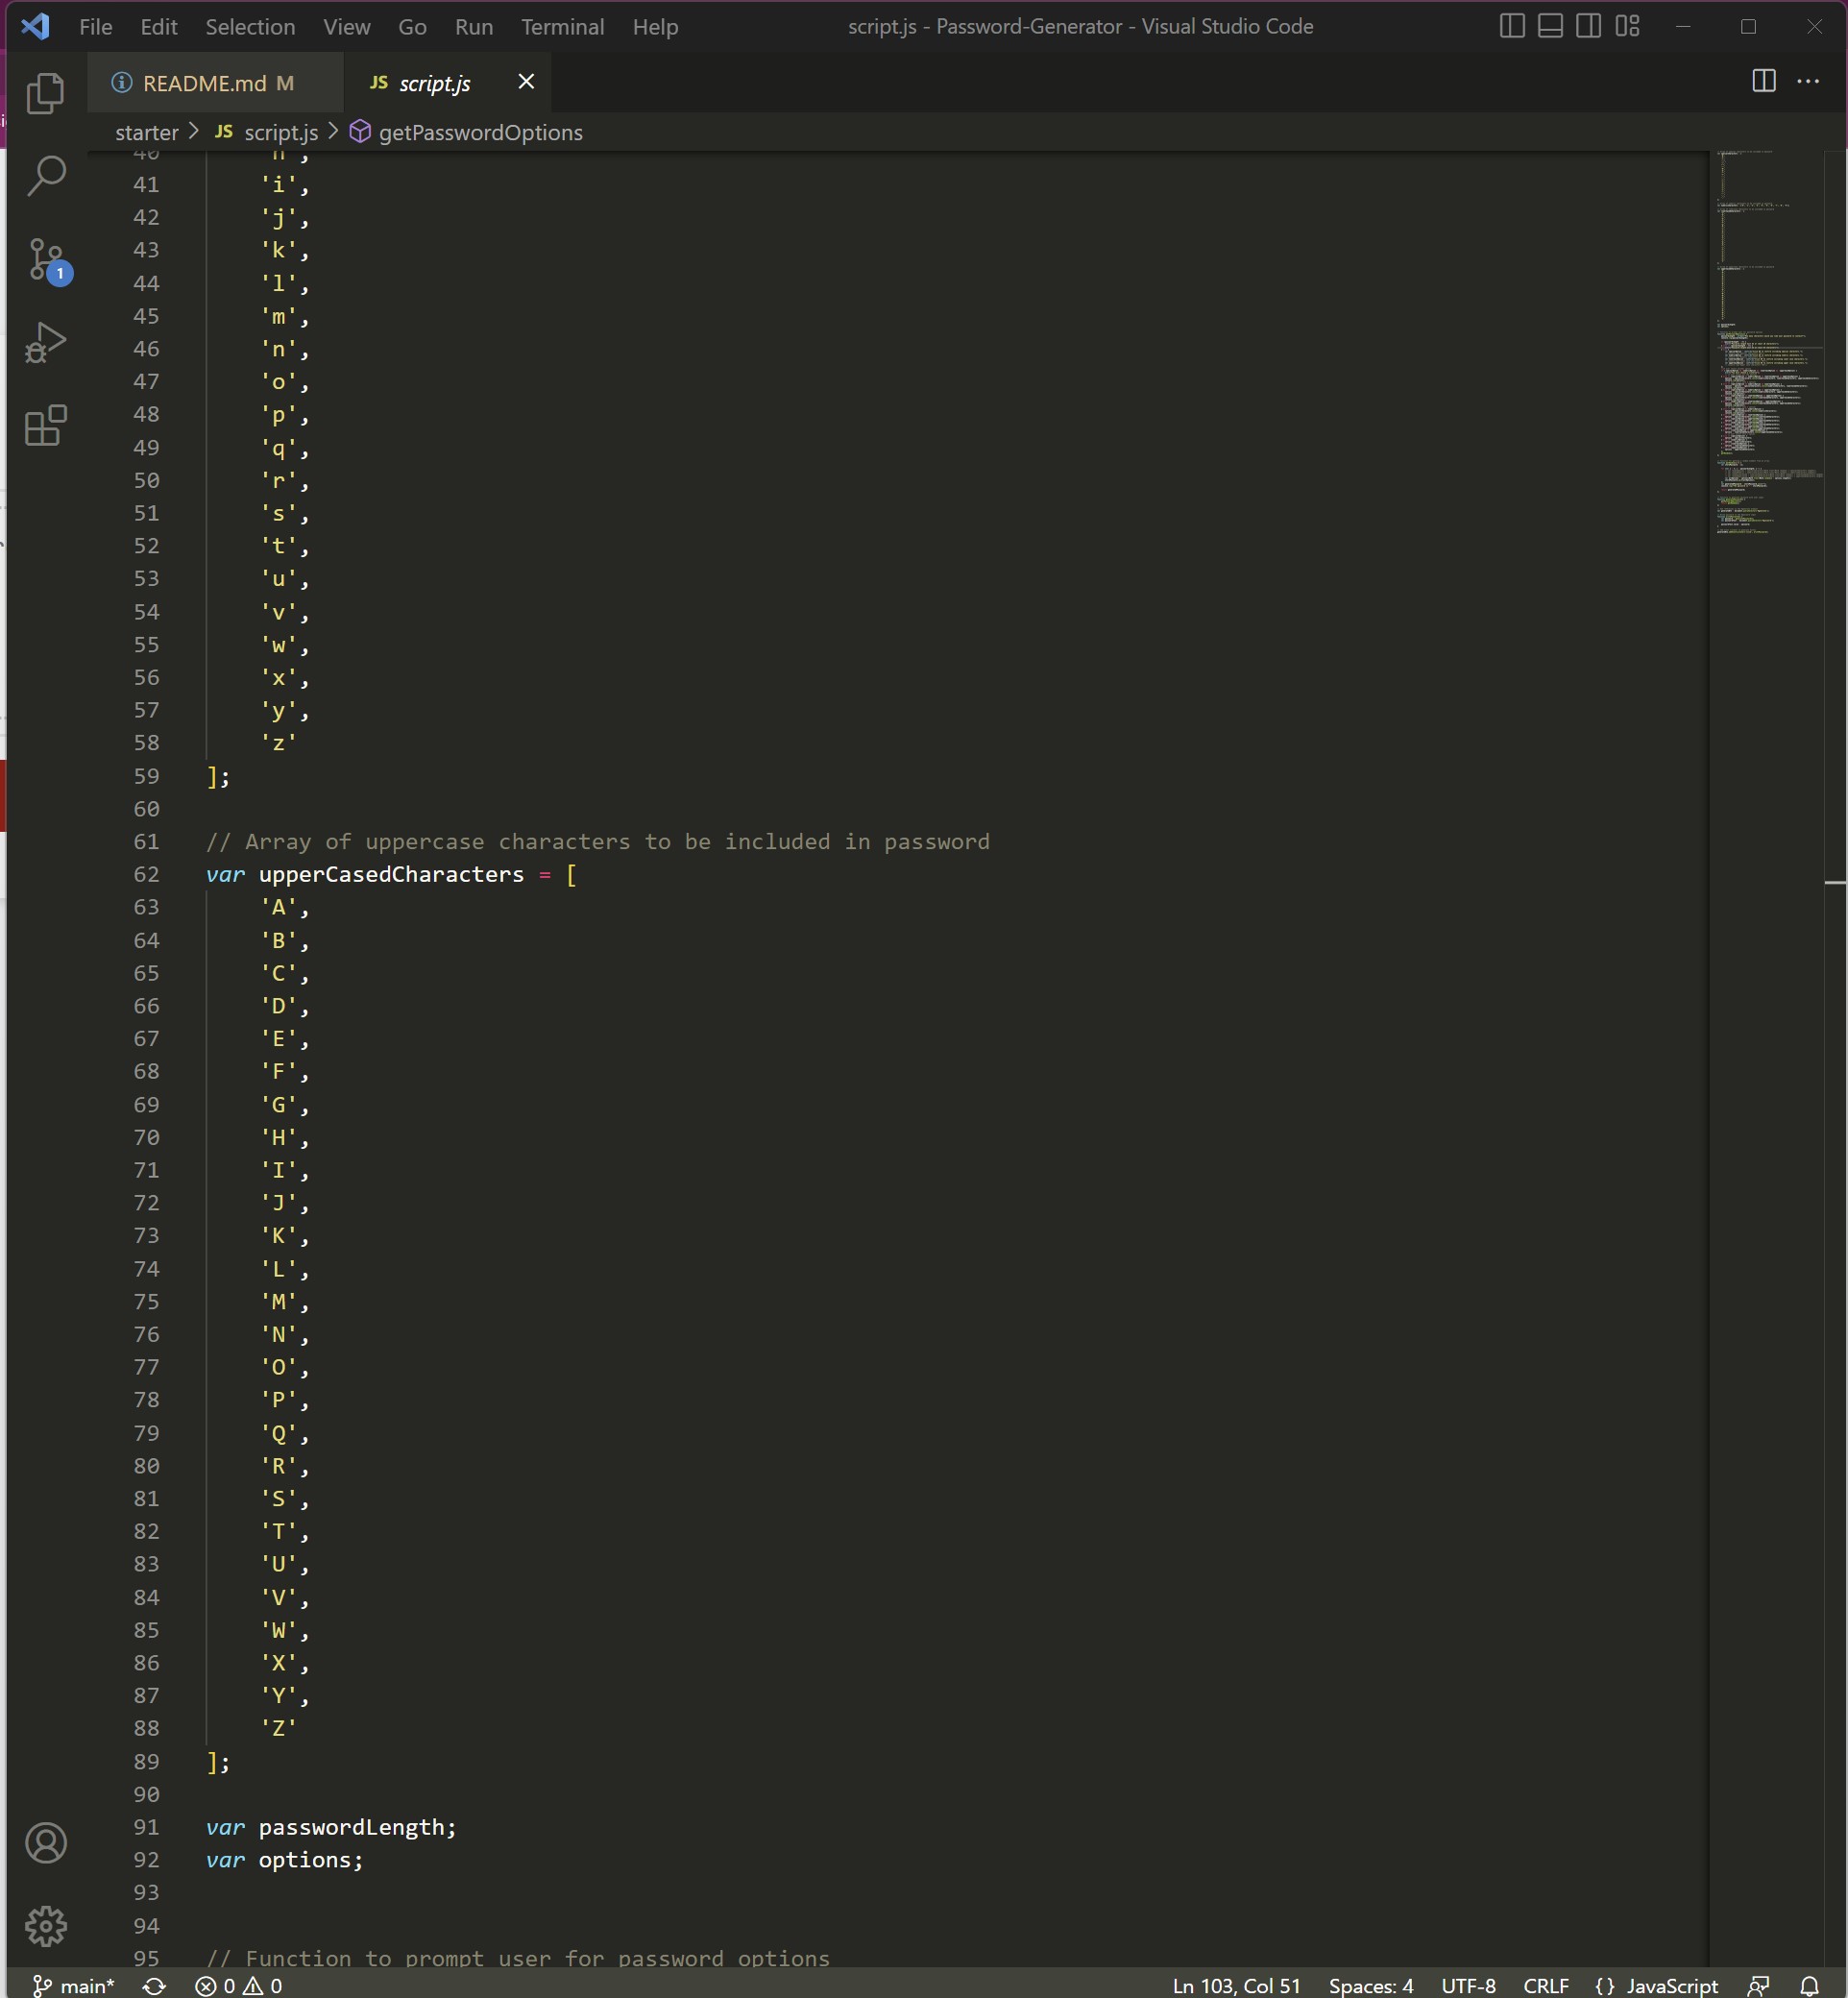 File Edit Selection View Go Run Terminal Help script.js - Password-Generator - Visual Studio Code
README.md M JS script.js
starter > JS script.js > getPasswordOptions
40 'h',
41 'i',
42 'j',
43 'k',
44 'l',
45 'm',
46 'n',
47 'o',
48 'p',
49 'q',
50 'r',
51 's',
52 't',
53 'u',
54 'v',
55 'w',
56 'x',
57 'y',
58 'z'
59 ];
60
61 // Array of uppercase characters to be included in password
62 var upperCasedCharacters = [
63 'A',
64 'B',
65 'C',
66 'D',
67 'E',
68 'F',
69 'G',
70 'H',
71 'I',
72 'J',
73 'K',
74 'L',
75 'M',
76 'N',
77 'O',
78 'P',
79 'Q',
80 'R',
81 'S',
82 'T',
83 'U',
84 'V',
85 'W',
86 'X',
87 'Y',
88 'Z'
89 ];
90
91 var passwordLength;
92 var options;
93
94
95 // Function to prompt user for password options
1
main* 0 0 Ln 103, Col 51 Spaces: 4 UTF-8 CRLF {} JavaScript